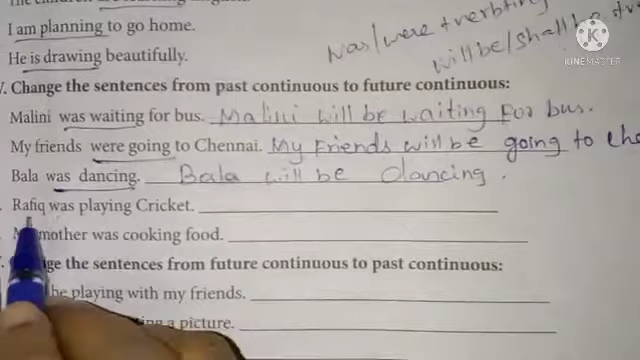 to go home.
I am planning
He is drawing beautifully.
was/were + verb+ing
will be/shall be
KINEMASTER
Change the sentences from past continuous to future continuous:
Malini was waiting for bus. Malini will be waiting for bus.
My friends were going to Chennai. My Friends will be going to
Bala was dancing. Bala will be dancing.
Rafiq was playing Cricket.
mother was cooking food.
the sentences from future continuous to past continuous:
playing with my friends.
a picture.